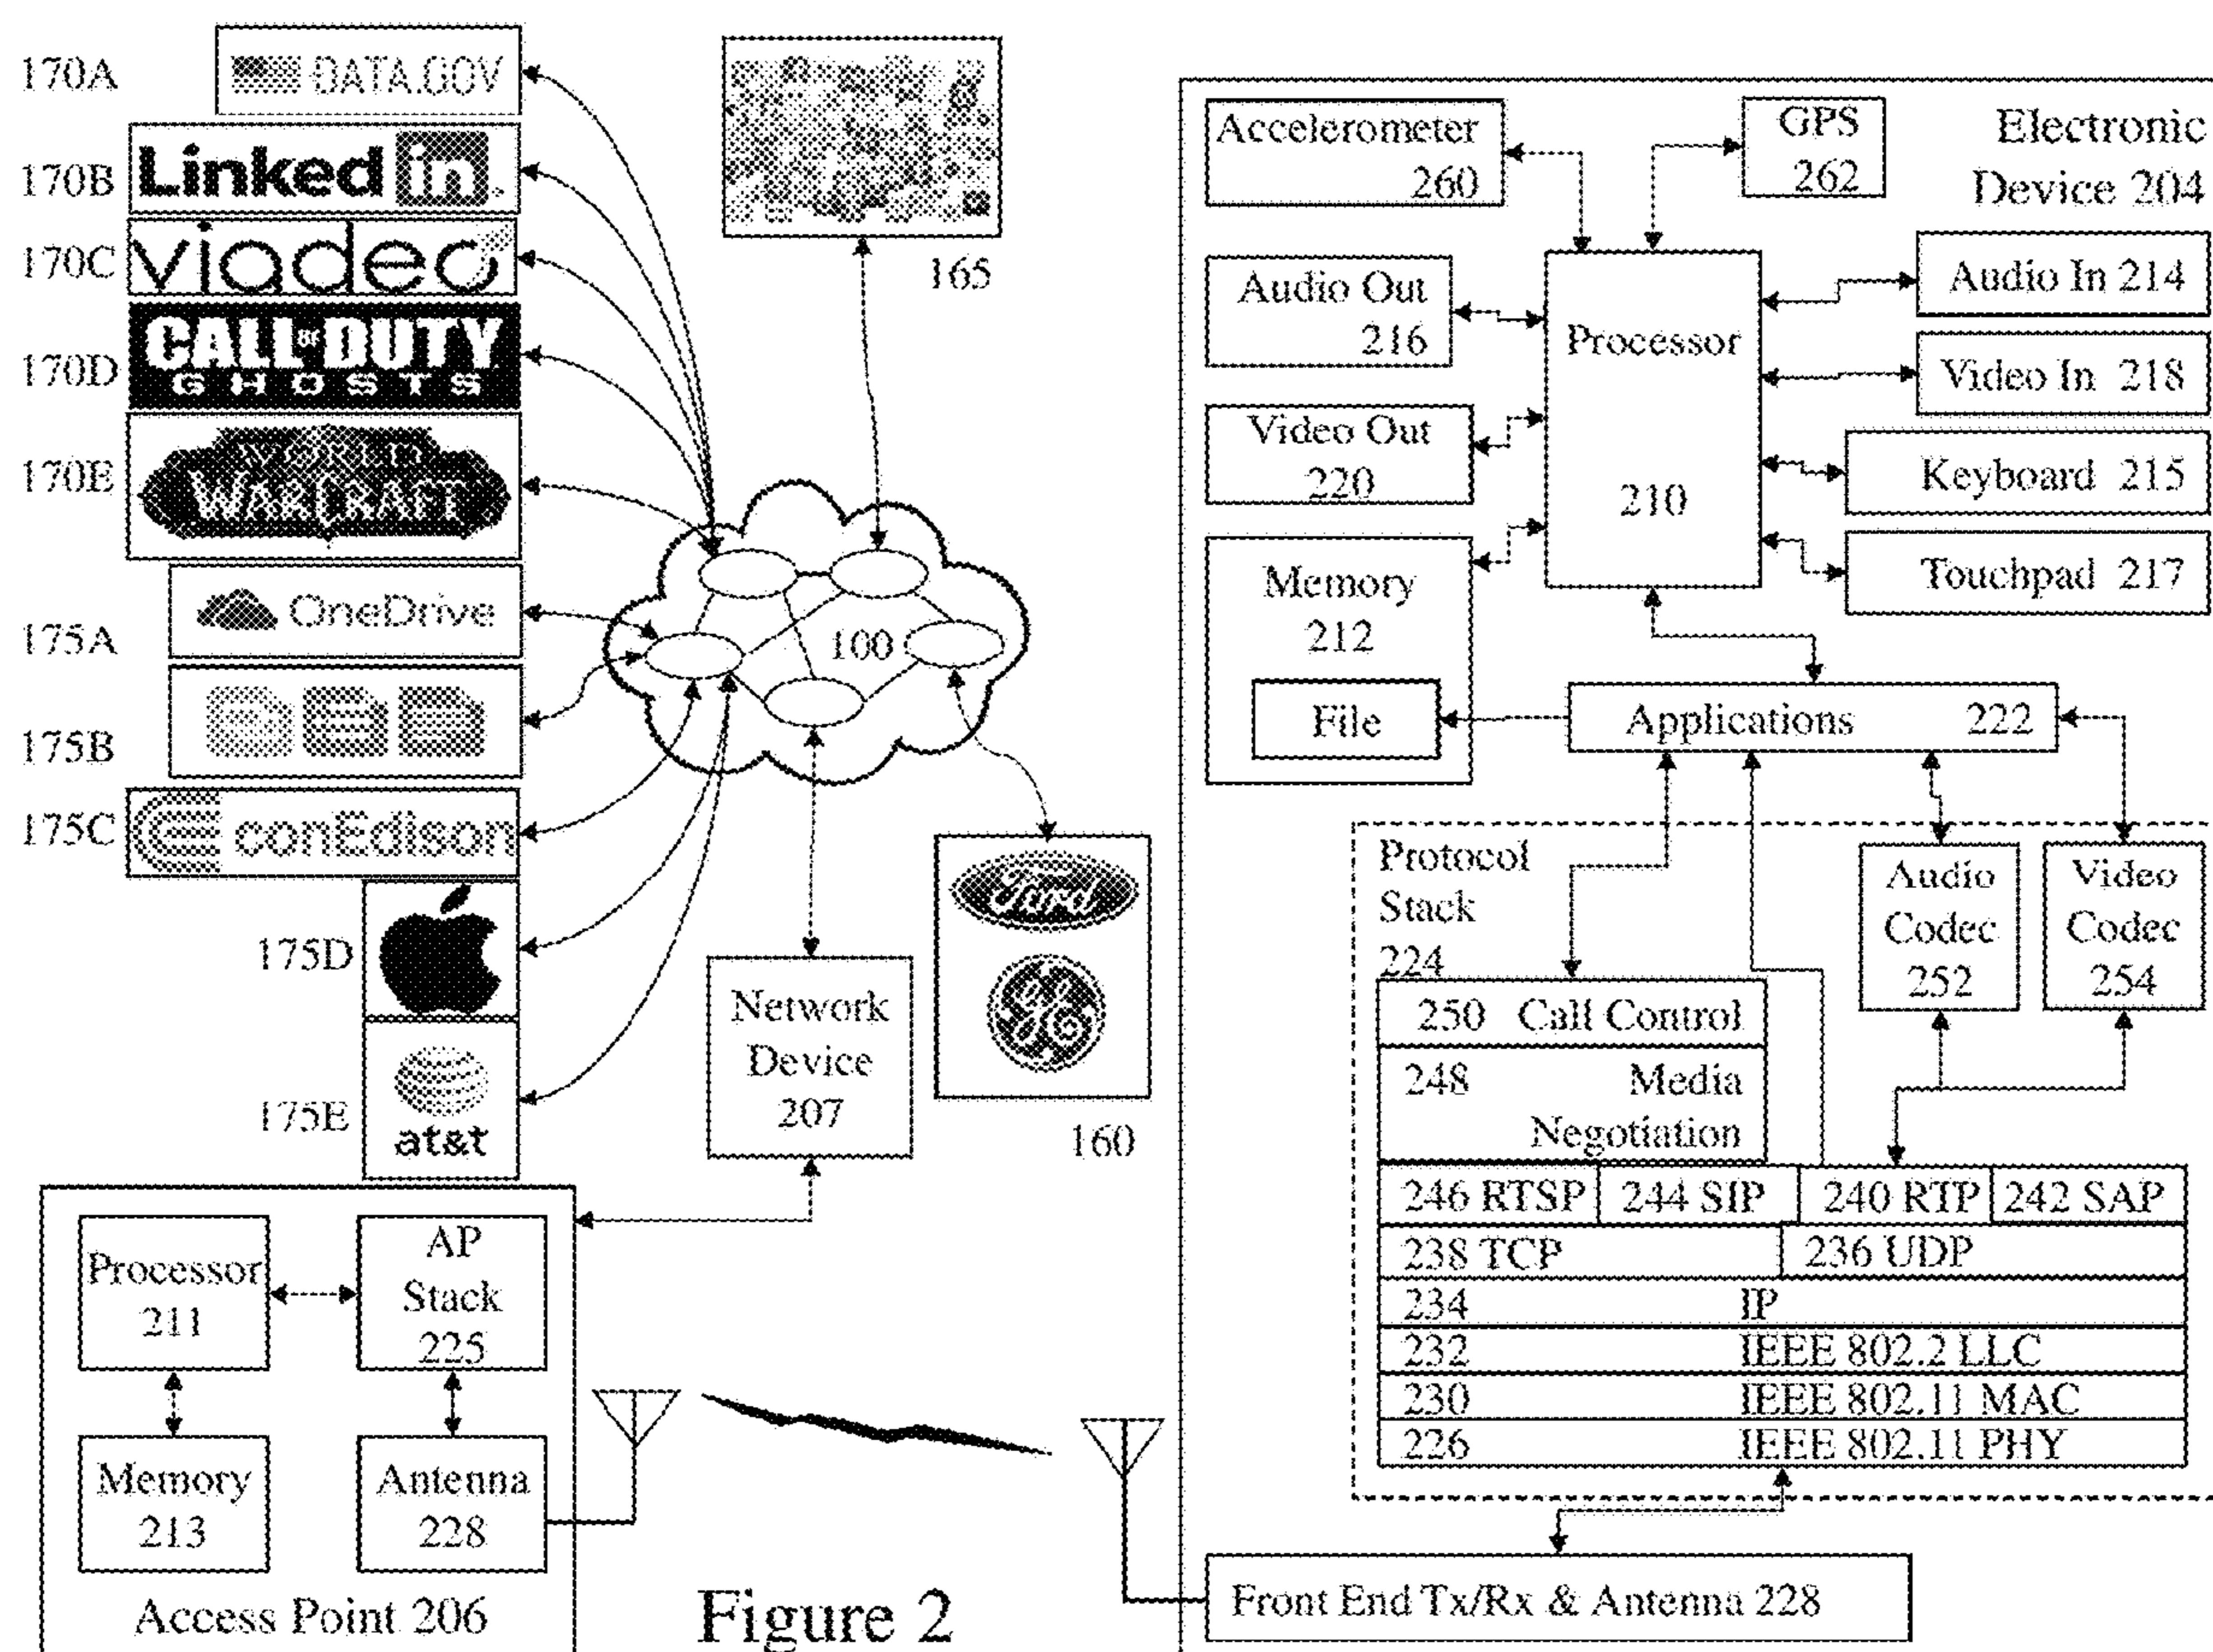 170A
DATA.GOV
170B
Linked in
170C
viadeo
170D
CALL OF DUTY
GHOSTS
170E
WORLD
WARCRAFT
175A
OneDrive
175B
175C
conEdison
175D
175E
at&t
165
100
Network
Device
207
Ford
GE
160
Processor
211
AP
Stack
225
Memory
213
Antenna
228
Access Point 206
Figure 2
Electronic
Device 204
Accelerometer
260
GPS
262
Audio Out
216
Processor
210
Audio In 214
Video In 218
Video Out
220
Keyboard 215
Touchpad 217
Memory
212
File
Applications 222
Protocol
Stack
224
Audio
Codec
252
Video
Codec
254
250 Call Control
248 Media
Negotiation
246 RTSP
244 SIP
240 RTP
242 SAP
238 TCP
236 UDP
234 IP
232 IEEE 802.2 LLC
230 IEEE 802.11 MAC
226 IEEE 802.11 PHY
Front End Tx/Rx & Antenna 228